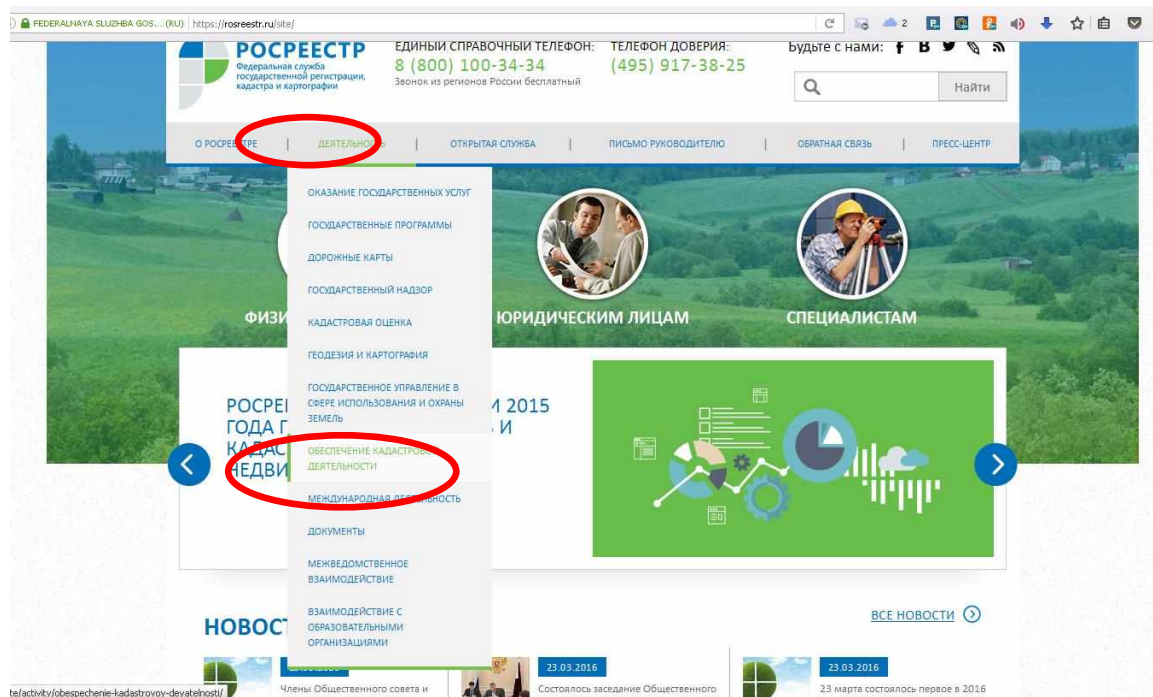 FEDERALNAYA SLUZHBA GOS.... (RU) https://rosreestr.ru/site/
2
РОСРЕЕСТР
Федеральная служба
государственной регистрации,
кадастра и картографии
ЕДИНЫЙ СПРАВОЧНЫЙ ТЕЛЕФОН:
8 (800) 100-34-34
Звонок из регионов России бесплатный
ТЕЛЕФОН ДОВЕРИЯ:
(495) 917-38-25
Будьте с нами:
Найти
О РОСРЕЕСТРЕ | ДЕЯТЕЛЬНОСТЬ | ОТКРЫТАЯ СЛУЖБА | ПИСЬМО РУКОВОДИТЕЛЮ | ОБРАТНАЯ СВЯЗЬ | ПРЕСС-ЦЕНТР
ОКАЗАНИЕ ГОСУДАРСТВЕННЫХ УСЛУГ
ГОСУДАРСТВЕННЫЕ ПРОГРАММЫ
ДОРОЖНЫЕ КАРТЫ
ГОСУДАРСТВЕННЫЙ НАДЗОР
КАДАСТРОВАЯ ОЦЕНКА
ГЕОДЕЗИЯ И КАРТОГРАФИЯ
ГОСУДАРСТВЕННОЕ УПРАВЛЕНИЕ В
СФЕРЕ ИСПОЛЬЗОВАНИЯ И ОХРАНЫ
ЗЕМЕЛЬ
ОБЕСПЕЧЕНИЕ КАДАСТРОВОЙ
ДЕЯТЕЛЬНОСТИ
МЕЖДУНАРОДНАЯ ДЕЯТЕЛЬНОСТЬ
ДОКУМЕНТЫ
МЕЖВЕДОМСТВЕННОЕ
ВЗАИМОДЕЙСТВИЕ
ВЗАИМОДЕЙСТВИЕ С
ОБРАЗОВАТЕЛЬНЫМИ
ОРГАНИЗАЦИЯМИ
ФИЗИ
ЮРИДИЧЕСКИМ ЛИЦАМ
СПЕЦИАЛИСТАМ
РОСРЕ И 2015
ГОДА И
КАДАС
НЕДВИ
НОВОС
ВСЕ НОВОСТИ
Члены Общественного совета и
23.03.2016
Состоялось заседание Общественного
23.03.2016
23 марта состоялось первое в 2016
te/activity/obespechenie-kadastrovoy-deyatelnosti/